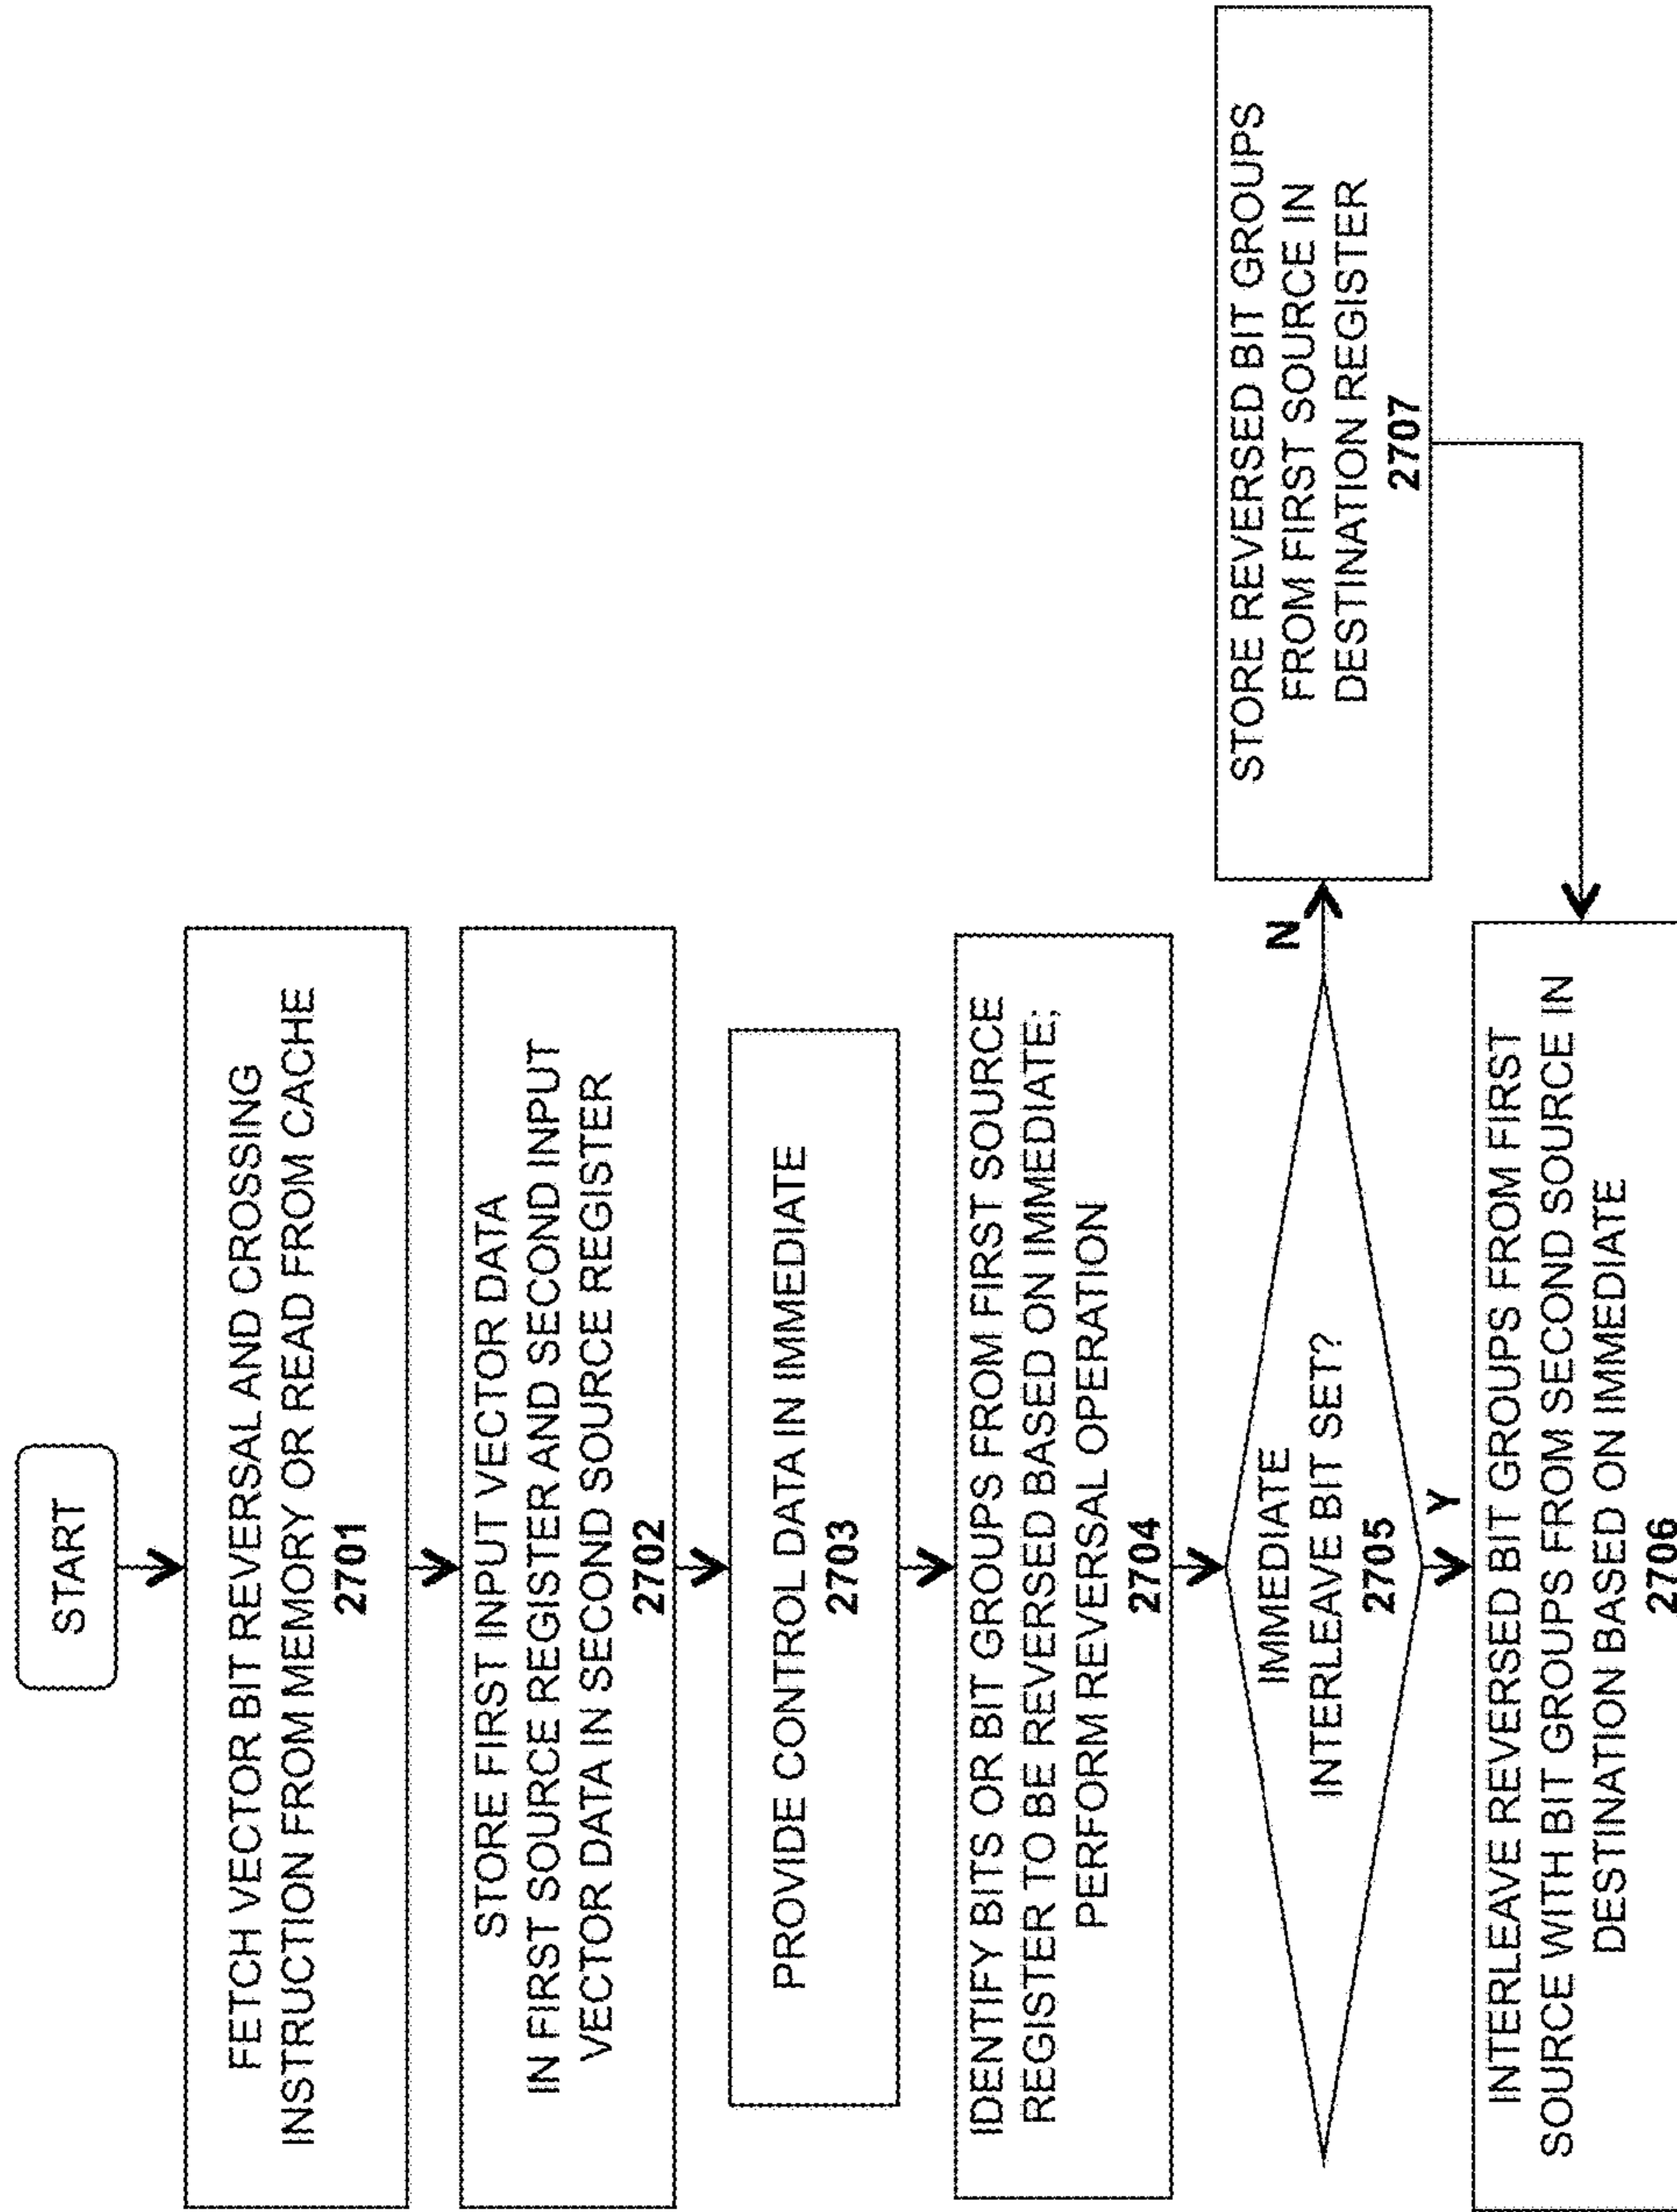 START
FETCH VECTOR BIT REVERSAL AND CROSSING
INSTRUCTION FROM MEMORY OR READ FROM CACHE
2701
STORE FIRST INPUT VECTOR DATA
IN FIRST SOURCE REGISTER AND SECOND INPUT
VECTOR DATA IN SECOND SOURCE REGISTER
2702
PROVIDE CONTROL DATA IN IMMEDIATE
2703
IDENTIFY BITS OR BIT GROUPS FROM FIRST SOURCE
REGISTER TO BE REVERSED BASED ON IMMEDIATE;
PERFORM REVERSAL OPERATION
2704
IMMEDIATE
INTERLEAVE BIT SET?
2705
N
Y
STORE REVERSED BIT GROUPS
FROM FIRST SOURCE IN
DESTINATION REGISTER
2707
INTERLEAVE REVERSED BIT GROUPS FROM FIRST
SOURCE WITH BIT GROUPS FROM SECOND SOURCE IN
DESTINATION BASED ON IMMEDIATE
2706